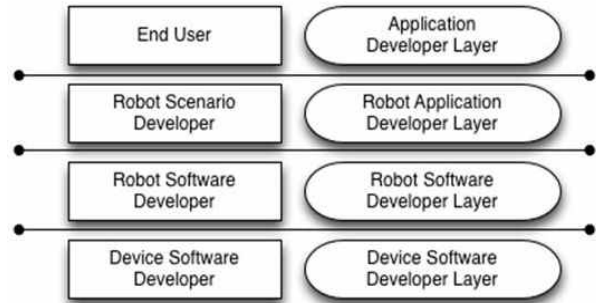 End User
Application
Developer Layer
Robot Scenario
Developer
Robot Application
Developer Layer
Robot Software
Developer
Robot Software
Developer Layer
Device Software
Developer
Device Software
Developer Layer